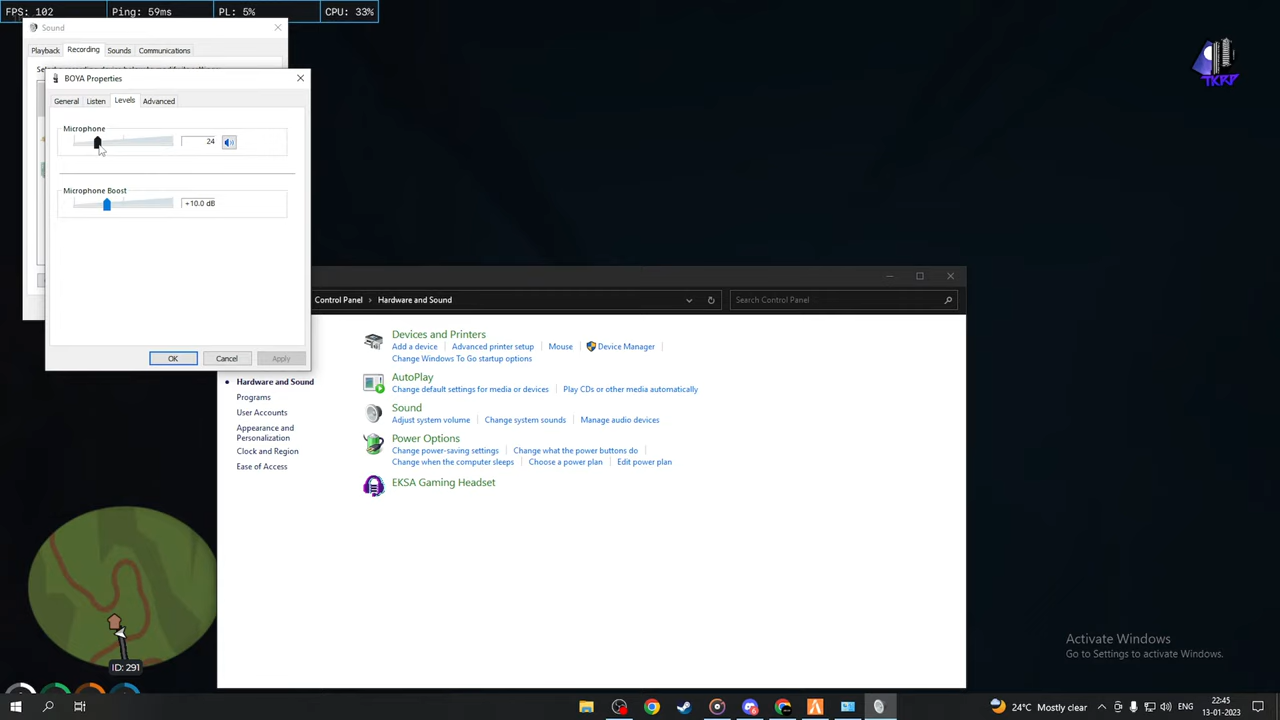 FPS: 102 Ping: 59ms PL: 5% CPU: 33%
Sound
Playback Recording Sounds Communications
BOYA Properties
General Listen Levels Advanced
Microphone
24
Microphone Boost
+10.0 dB
OK Cancel Apply
TKRP
Control Panel > Hardware and Sound
Search Control Panel
Hardware and Sound
Programs
User Accounts
Appearance and
Personalization
Clock and Region
Ease of Access
Devices and Printers
Add a device Advanced printer setup Mouse Device Manager
Change Windows To Go startup options
AutoPlay
Change default settings for media or devices Play CDs or other media automatically
Sound
Adjust system volume Change system sounds Manage audio devices
Power Options
Change power-saving settings Change what the power buttons do
Change when the computer sleeps Choose a power plan Edit power plan
EKSA Gaming Headset
ID: 291
Activate Windows
Go to Settings to activate Windows.
24°C Mostly clear
ENG
22:45
13-01-2023